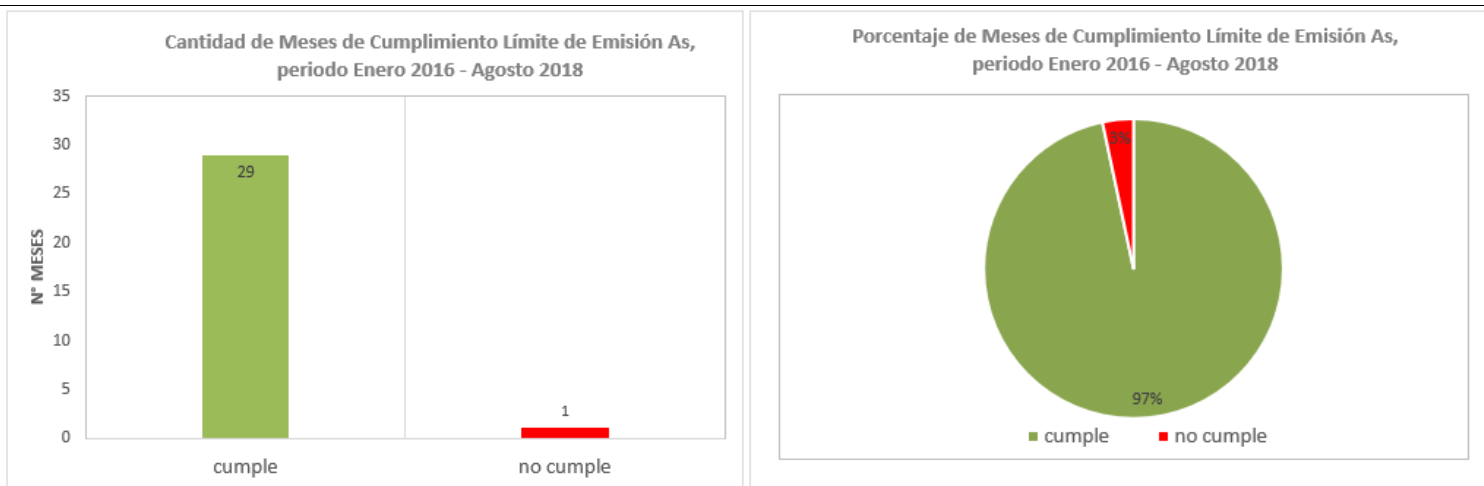 Cantidad de Meses de Cumplimiento Límite de Emisión As,
periodo Enero 2016 - Agosto 2018
35
30
25
20
15
10
5
0
N° MESES
29
1
cumple
no cumple
Porcentaje de Meses de Cumplimiento Límite de Emisión As,
periodo Enero 2016 - Agosto 2018
3%
97%
cumple
no cumple